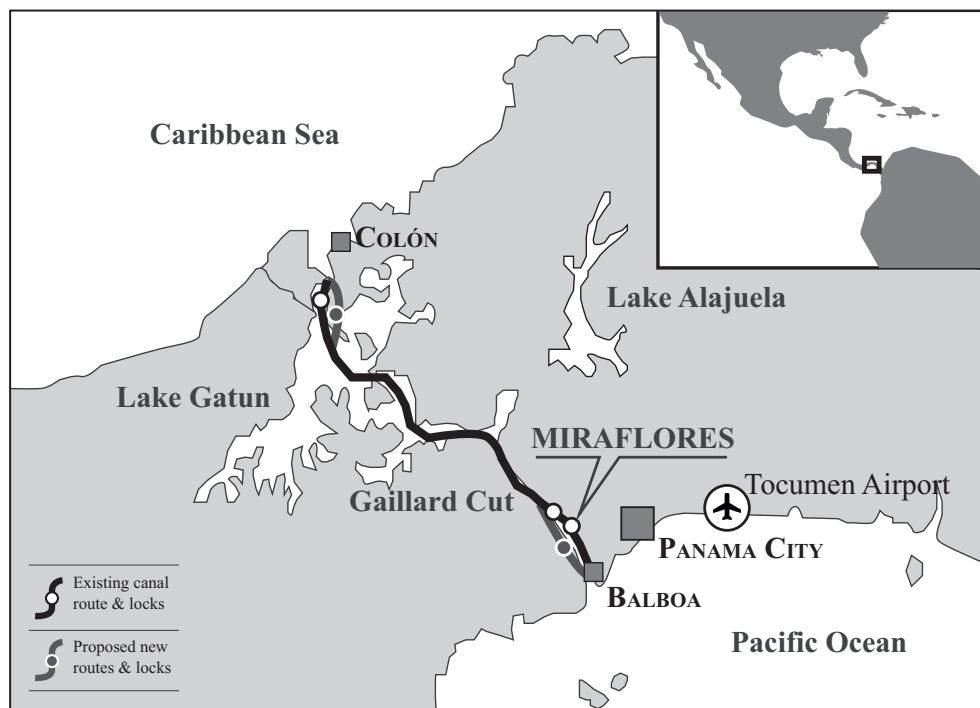 Caribbean Sea
COLÓN
Lake Alajuela
Lake Gatun
MIRAFLORES
Gaillard Cut
Tocumen Airport
PANAMA CITY
BALBOA
Pacific Ocean
Existing canal
route & locks
Proposed new
routes & locks